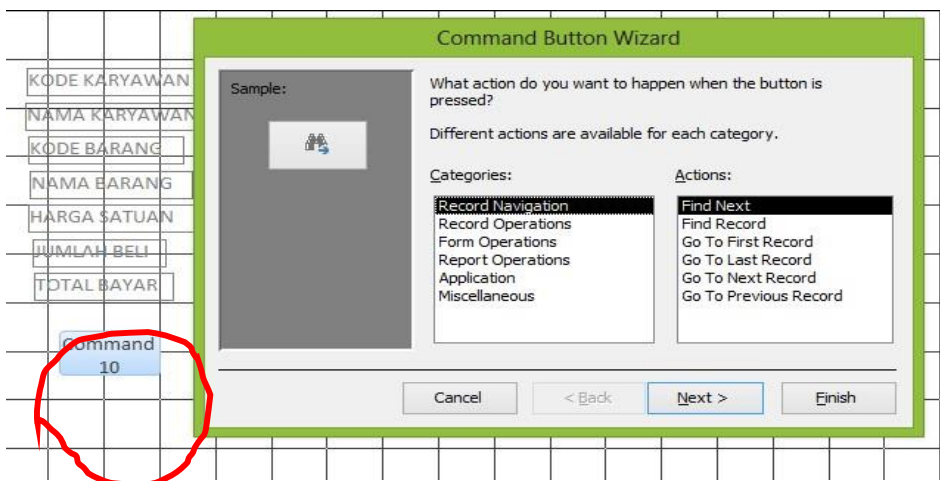 Command Button Wizard
KODE KARYAWAN
NAMA KARYAWAN
KODE BARANG
NAMA BARANG
HARGA SATUAN
JUMLAH BELI
TOTAL BAYAR
Command
10
Sample:
What action do you want to happen when the button is
pressed?
Different actions are available for each category.
Categories:
Record Navigation
Record Operations
Form Operations
Report Operations
Application
Miscellaneous
Actions:
Find Next
Find Record
Go To First Record
Go To Last Record
Go To Next Record
Go To Previous Record
Cancel
< Back
Next >
Finish